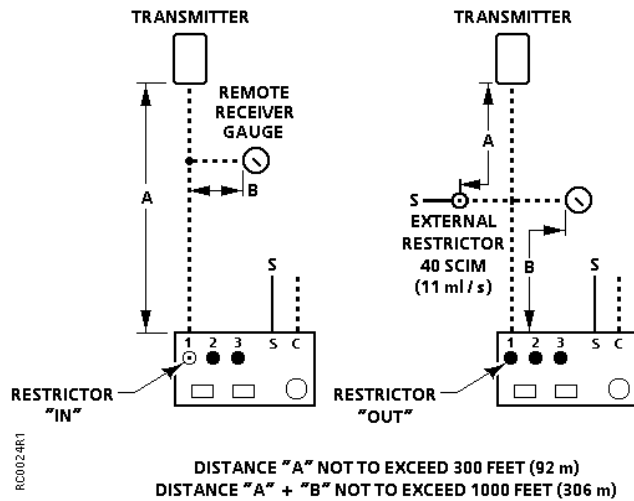 TRANSMITTER
A
REMOTE
RECEIVER
GAUGE
B
S
1 2 3 S C
RESTRICTOR
"IN"
TRANSMITTER
A
S
EXTERNAL
RESTRICTOR
40 SCIM
(11 ml / s)
B
S
1 2 3 S C
RESTRICTOR
"OUT"
RC0024R1
DISTANCE "A" NOT TO EXCEED 300 FEET (92 m)
DISTANCE "A" + "B" NOT TO EXCEED 1000 FEET (306 m)